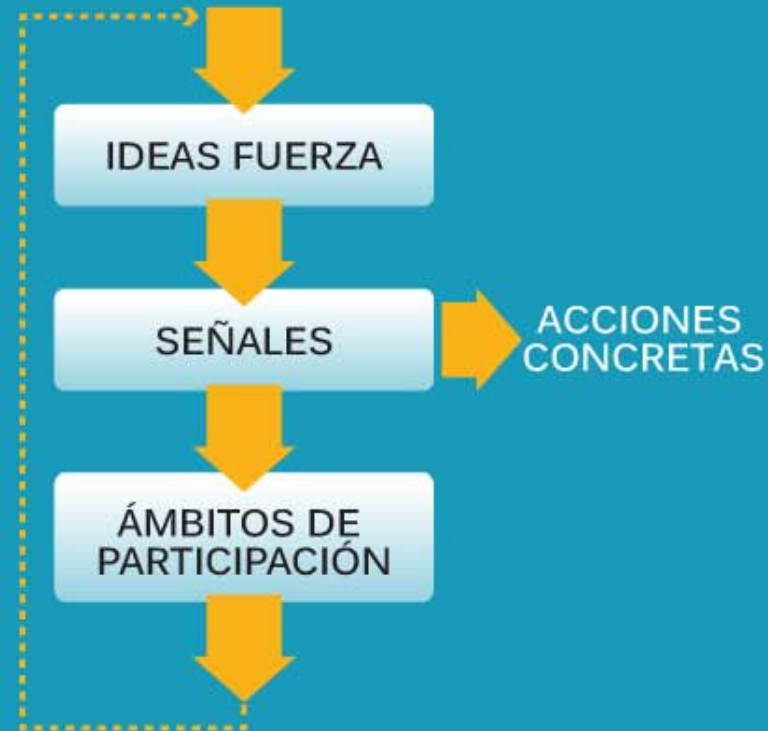 IDEAS FUERZA
SEÑALES
ACCIONES
CONCRETAS
ÁMBITOS DE
PARTICIPACIÓN